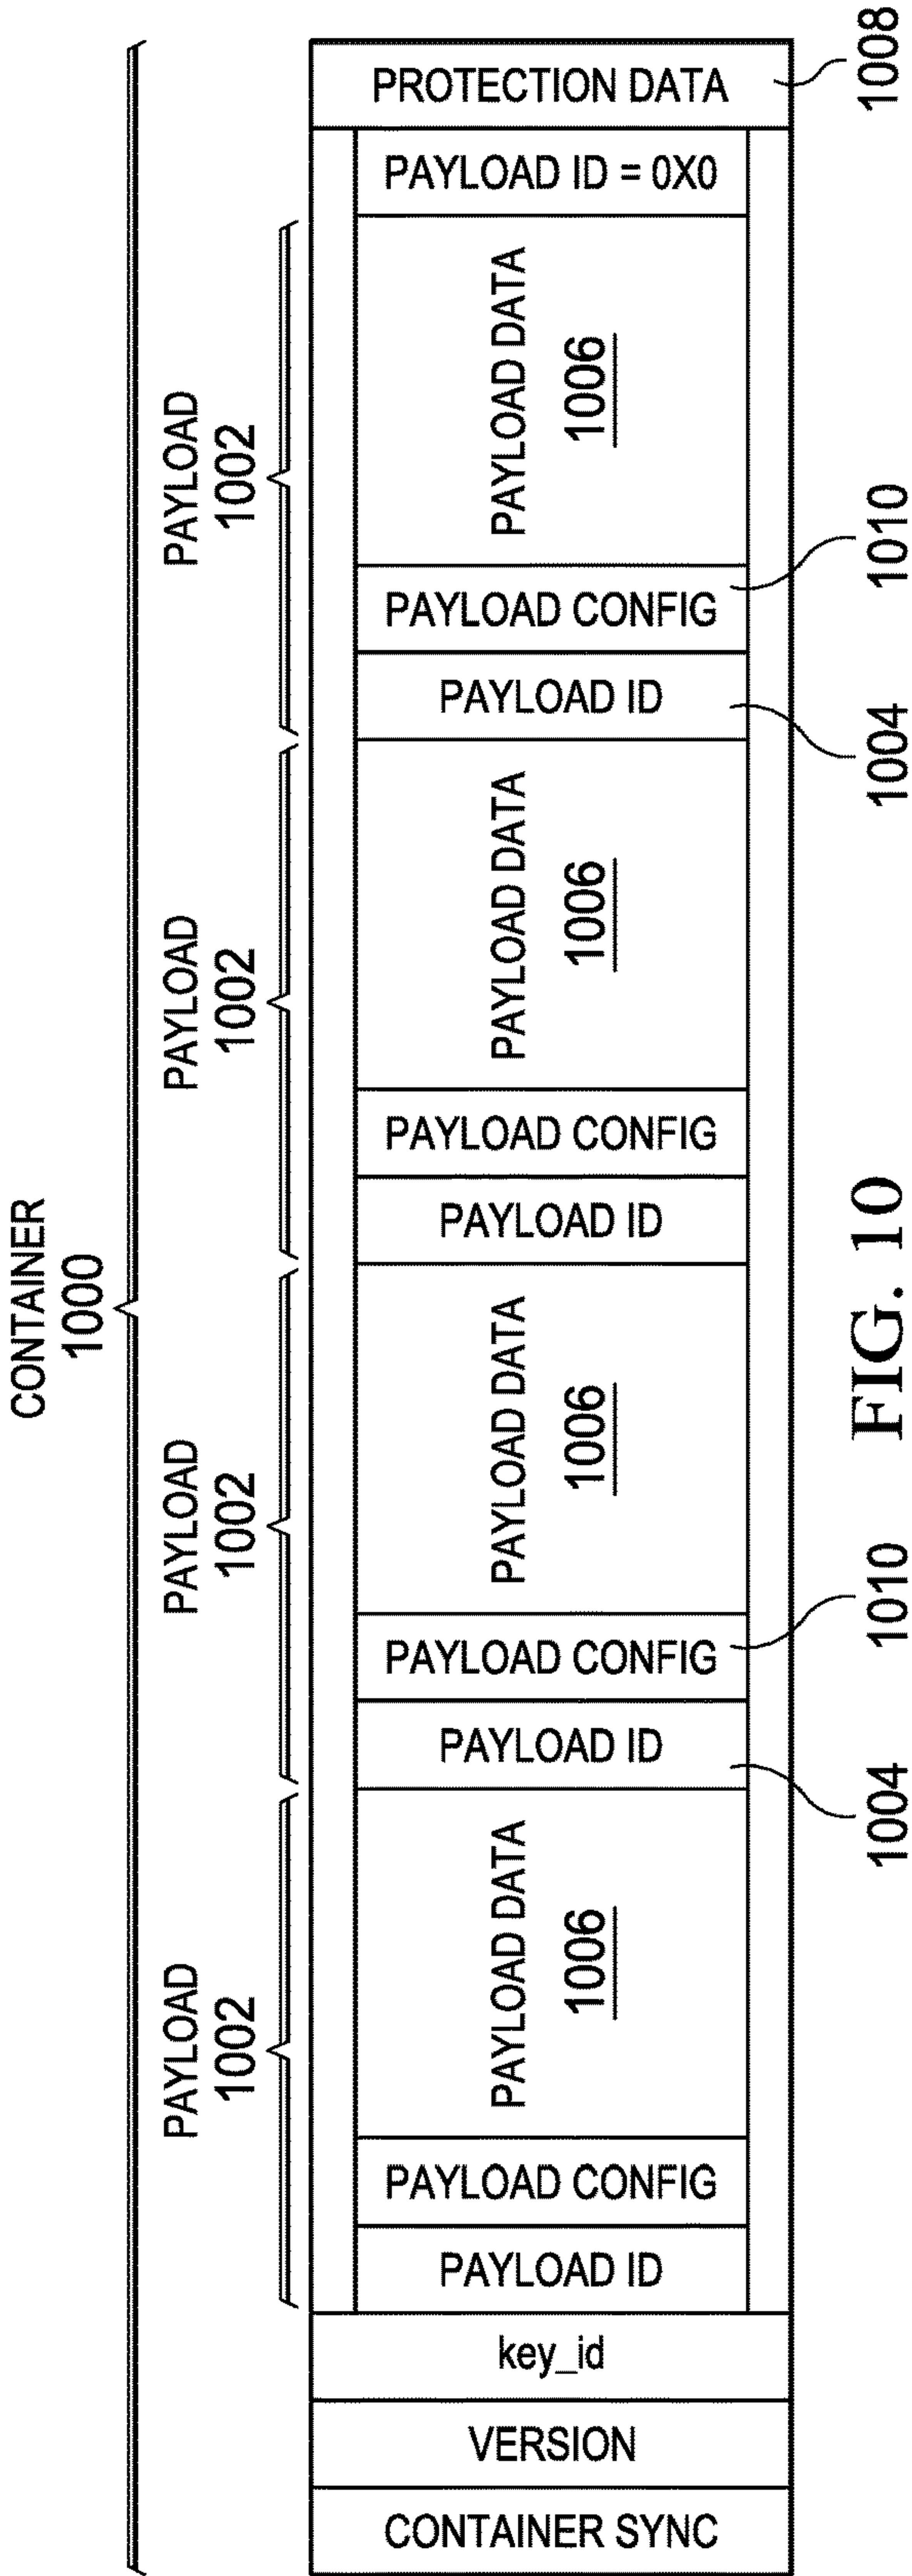 CONTAINER
1000
PAYLOAD
1002
PAYLOAD
1002
PAYLOAD
1002
PAYLOAD
1002
CONTAINER SYNC
VERSION
key_id
PAYLOAD ID
PAYLOAD CONFIG
PAYLOAD DATA
1006
PAYLOAD ID
PAYLOAD CONFIG
PAYLOAD DATA
1006
PAYLOAD ID
PAYLOAD CONFIG
PAYLOAD DATA
1006
PAYLOAD ID
PAYLOAD CONFIG
PAYLOAD DATA
1006
PAYLOAD ID = 0X0
PROTECTION DATA
1004
1010
1004
1010
1008
FIG. 10